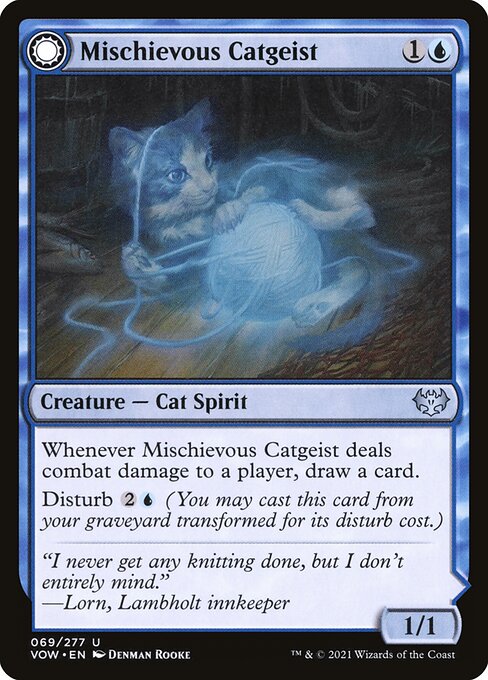 Mischievous Catgeist 1
Creature — Cat Spirit
Whenever Mischievous Catgeist deals
combat damage to a player, draw a card.
Disturb 2 (You may cast this card from
your graveyard transformed for its disturb cost.)
“I never get any knitting done, but I don’t
entirely mind.”
—Lorn, Lambholt innkeeper
1/1
069/277 U
VOW • EN DENMAN ROOKE
™ & © 2021 Wizards of the Coast